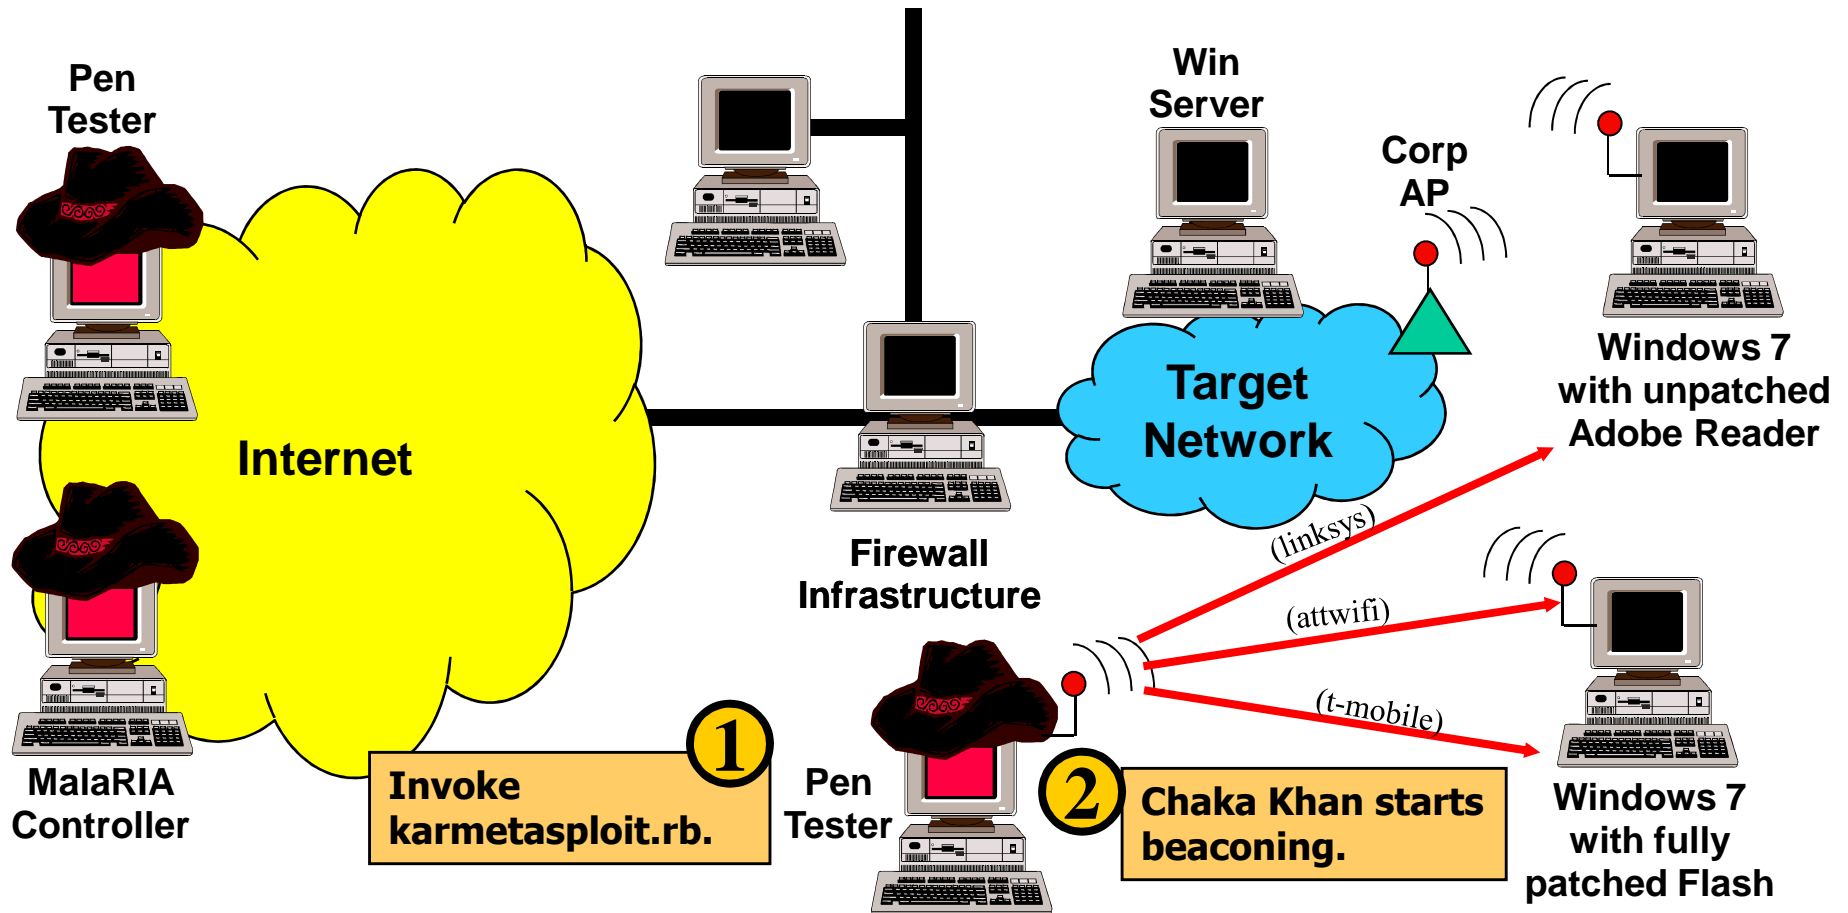 Pen
Tester
Win
Server
Corp
AP
Windows 7
with unpatched
Adobe Reader
Internet
Target
Network
Firewall
Infrastructure
(linksys)
(attwifi)
(t-mobile)
MalaRIA
Controller
1
Invoke
karmetasploit.rb.
Pen
Tester
2
Chaka Khan starts
beaconing.
Windows 7
with fully
patched Flash